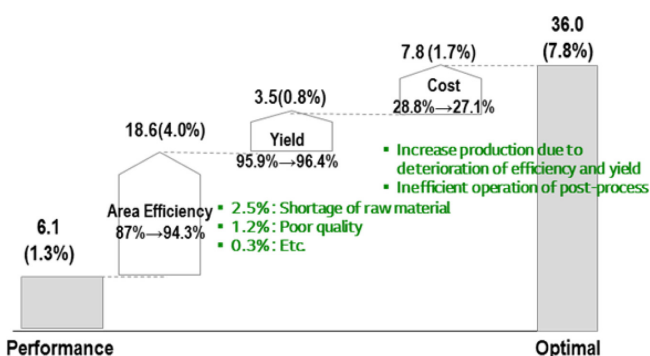 36.0
(7.8%)
7.8 (1.7%)
Cost
28.8%→27.1%
3.5(0.8%)
Yield
95.9%→96.4%
▪ Increase production due to
deterioration of efficiency and yield
▪ Inefficient operation of post-process
18.6(4.0%)
Area Efficiency
87%→94.3%
▪ 2.5%: Shortage of raw material
▪ 1.2%: Poor quality
▪ 0.3%: Etc.
6.1
(1.3%)
Performance
Optimal